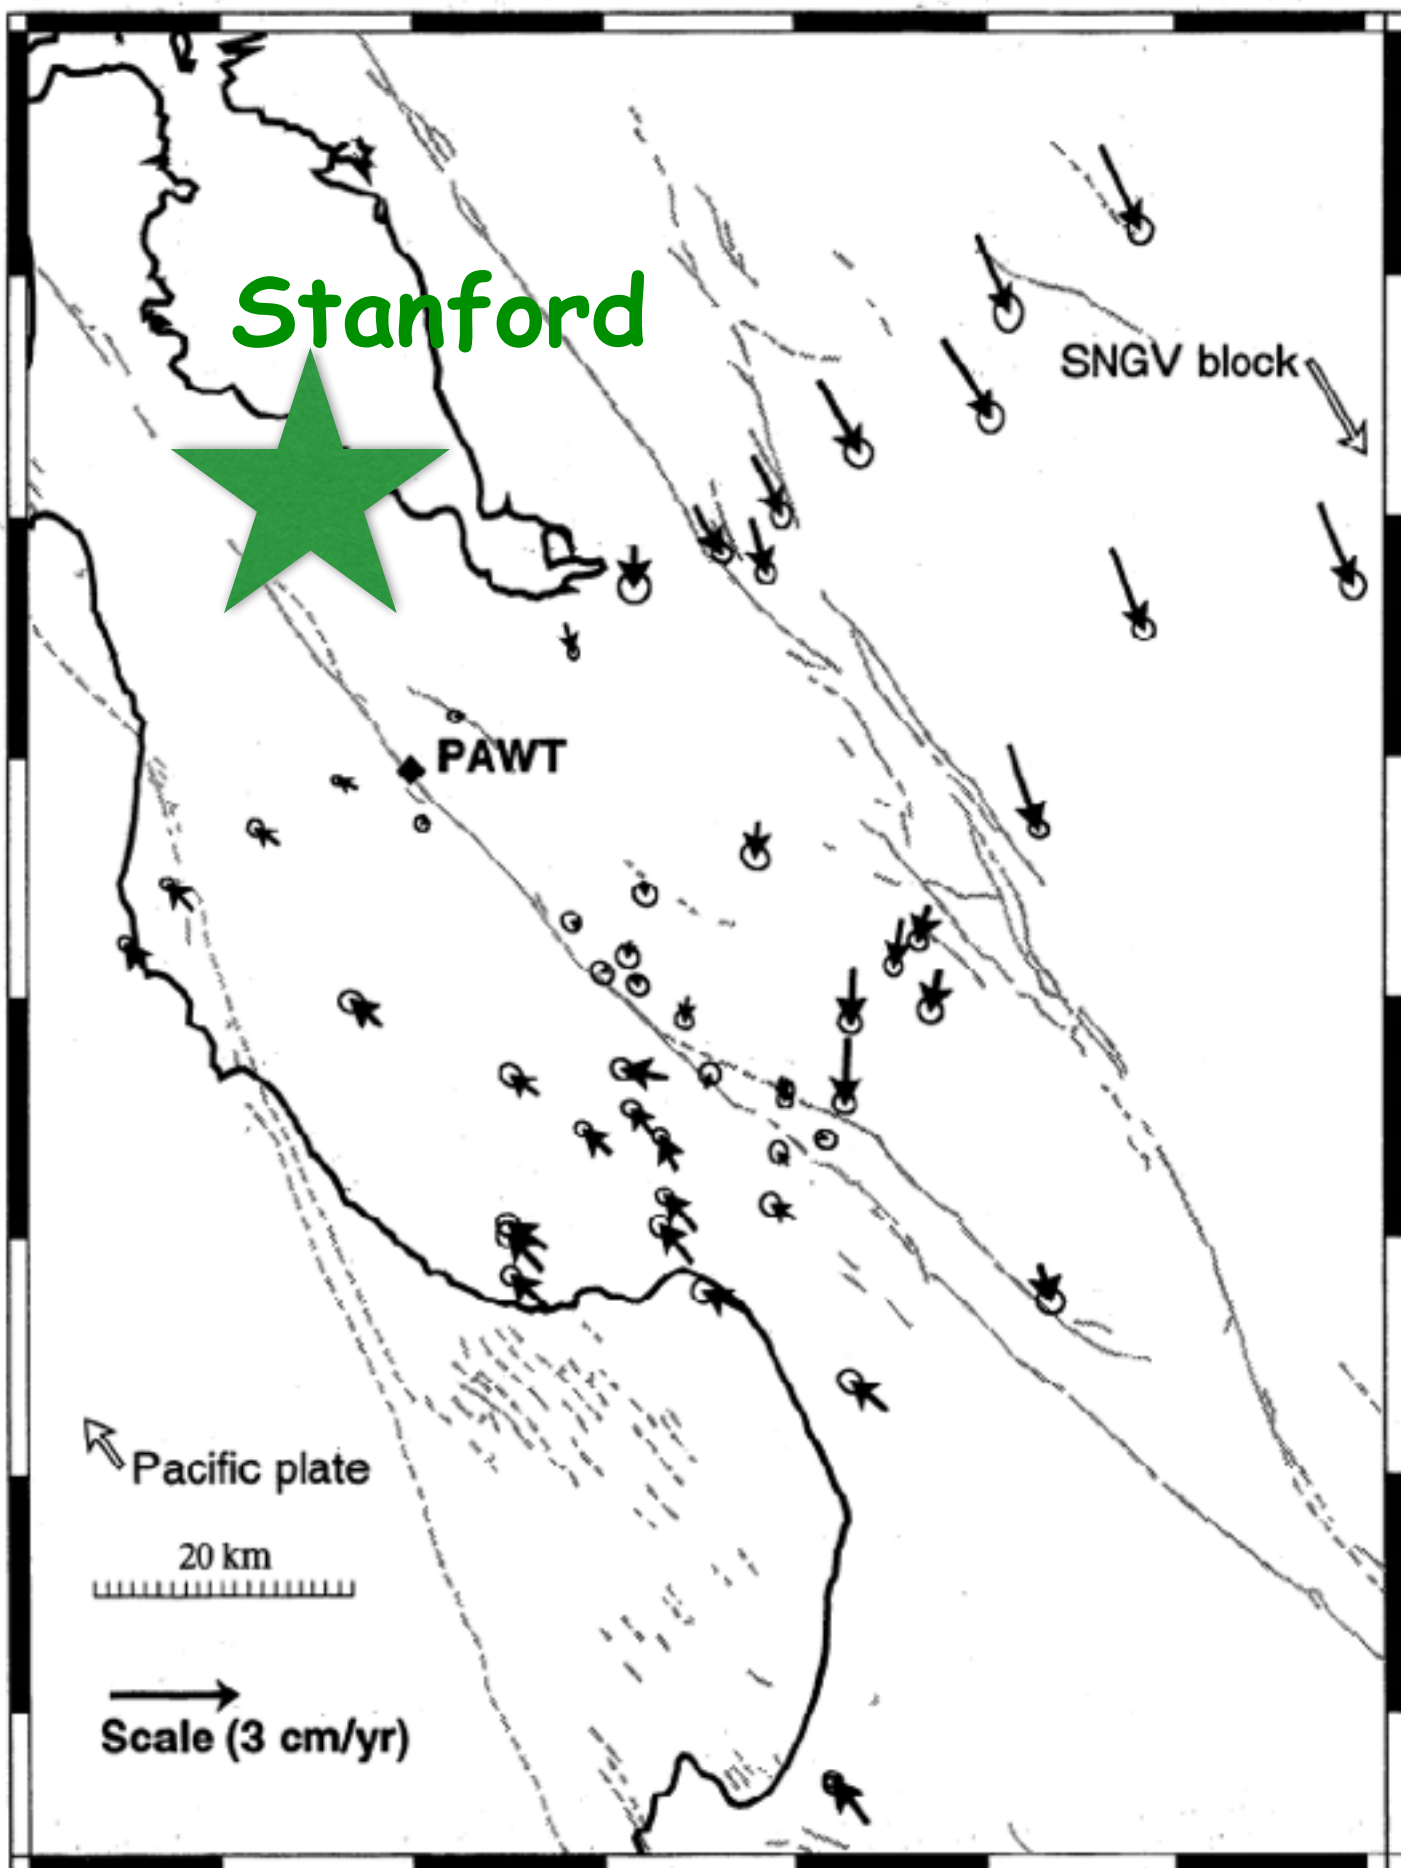 Stanford
SNGV block
PAWT
Pacific plate
20 km
Scale (3 cm/yr)